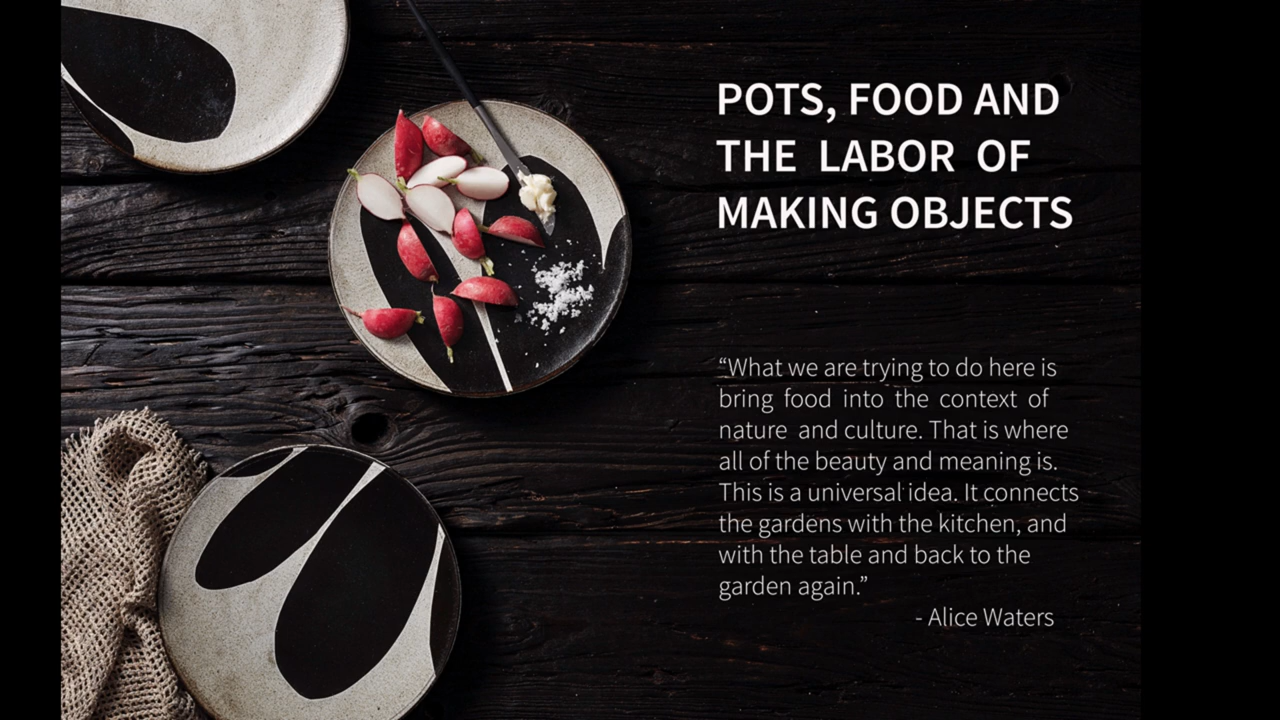 POTS, FOOD AND
THE LABOR OF
MAKING OBJECTS
“What we are trying to do here is
bring food into the context of
nature and culture. That is where
all of the beauty and meaning is.
This is a universal idea. It connects
the gardens with the kitchen, and
with the table and back to the
garden again.”
- Alice Waters